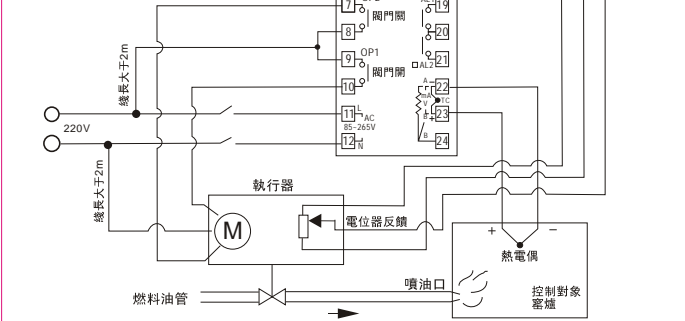 7
19
閥門關
8
20
OP1
9
21
AL2
閥門開
10
22
A
mA
V
TC
L
11
AC
85-265V
B
23
12
N
B
24
綫長大于2m
220V
綫長大于2m
執行器
M
電位器反饋
+
−
熱電偶
噴油口
燃料油管
控制對象
窑爐